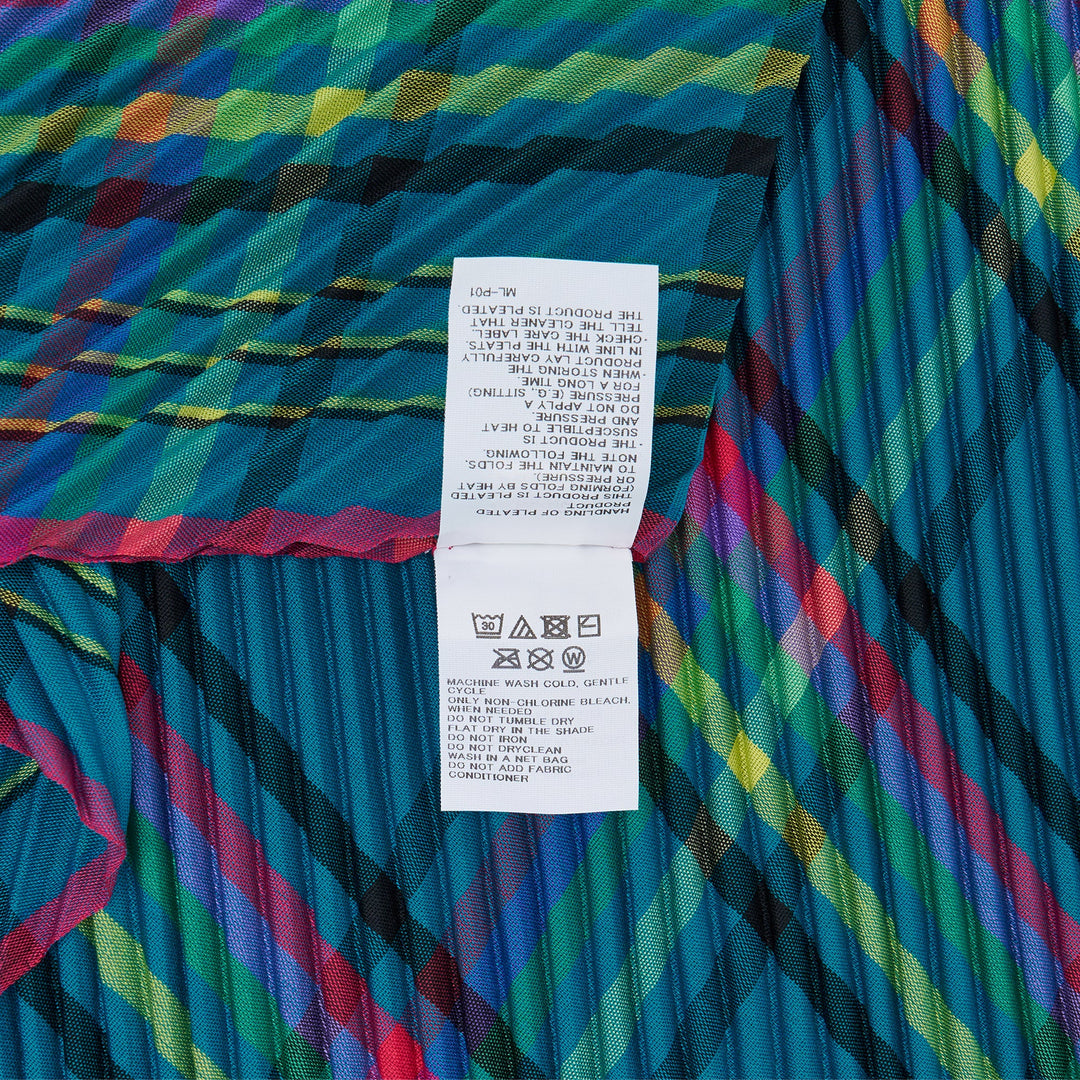 HANDLING OF PLEATED
PRODUCT
THIS PRODUCT IS PLEATED
(FORMING FOLDS BY HEAT
OR PRESSURE).
TO MAINTAIN THE FOLDS.
NOTE THE FOLLOWING.
・THE PRODUCT IS
SUSCEPTIBLE TO HEAT
AND PRESSURE.
DO NOT APPLY A
PRESSURE (E.G., SITTING)
FOR A LONG TIME.
・WHEN STORING THE
PRODUCT LAY CAREFULLY
IN LINE WITH THE PLEATS.
・CHECK THE CARE LABEL.
TELL THE CLEANER THAT
THE PRODUCT IS PLEATED.
ML-P01
30
W
MACHINE WASH COLD, GENTLE
CYCLE
ONLY NON-CHLORINE BLEACH,
WHEN NEEDED
DO NOT TUMBLE DRY
FLAT DRY IN THE SHADE
DO NOT IRON
DO NOT DRYCLEAN
WASH IN A NET BAG
DO NOT ADD FABRIC
CONDITIONER